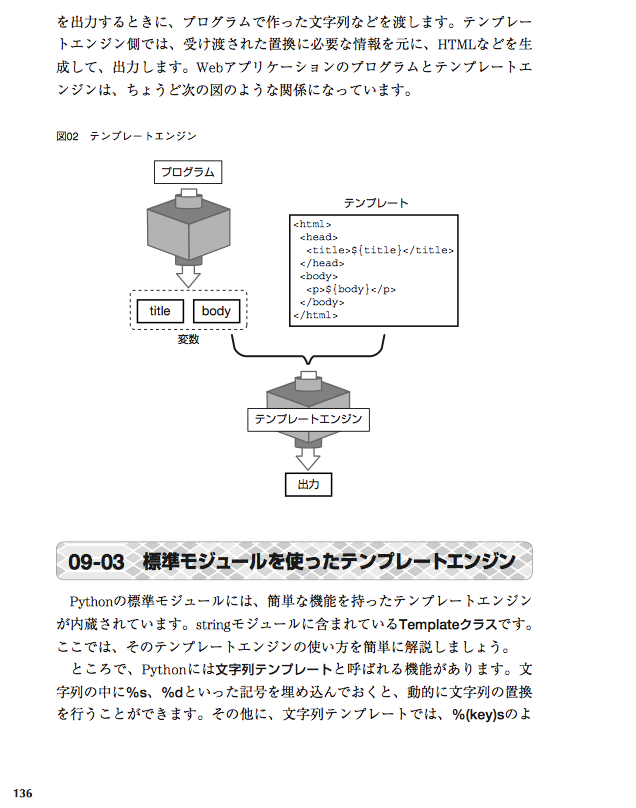 を出力するときに、プログラムで作った文字列などを渡します。テンプレー
トエンジン側では、受け渡された置換に必要な情報を元に、HTMLなどを生
成して、出力します。Webアプリケーションのプログラムとテンプレートエ
ンジンは、ちょうど次の図のような関係になっています。
図02　テンプレートエンジン
プログラム
テンプレート
<html>
<head>
<title>${title}</title>
</head>
<body>
<p>${body}</p>
</body>
</html>
title body
変数
テンプレートエンジン
出力
09-03　標準モジュールを使ったテンプレートエンジン
Pythonの標準モジュールには、簡単な機能を持ったテンプレートエンジン
が内蔵されています。stringモジュールに含まれているTemplateクラスです。
ここでは、そのテンプレートエンジンの使い方を簡単に解説しましょう。
ところで、Pythonには文字列テンプレートと呼ばれる機能があります。文
字列の中に%s、%dといった記号を埋め込んでおくと、動的に文字列の置換
を行うことができます。その他に、文字列テンプレートでは、%(key)sのよ
136